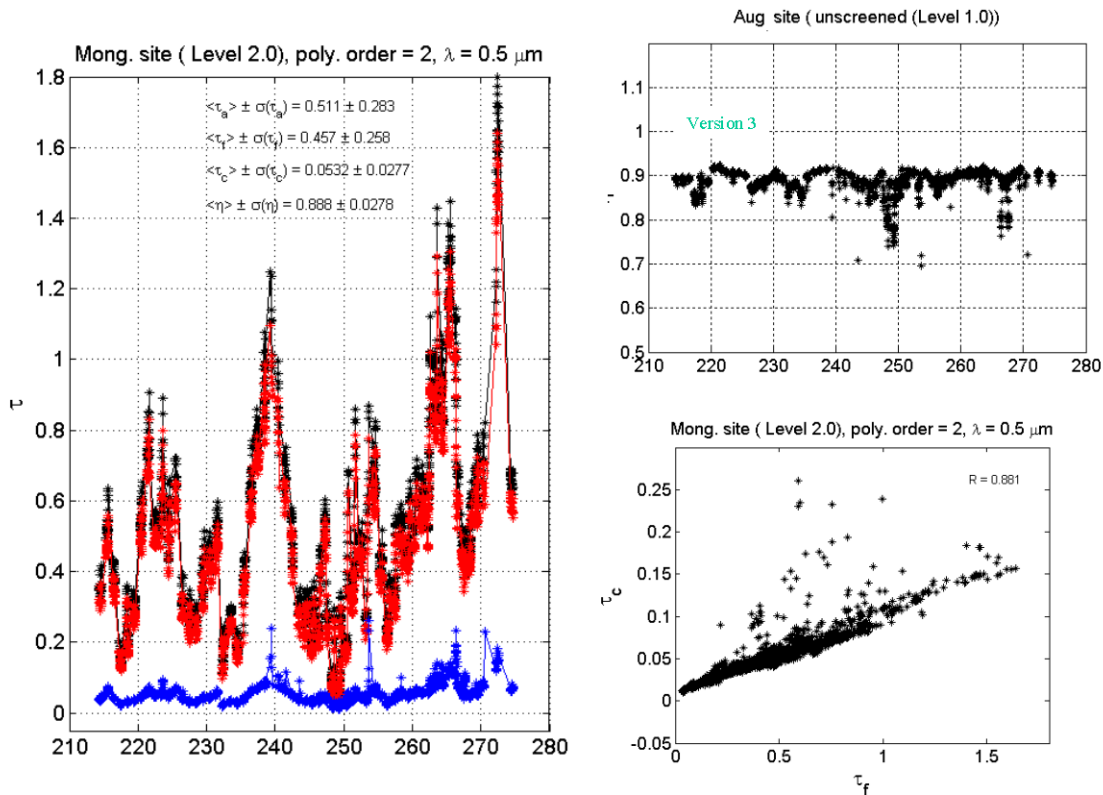 Mong. site ( Level 2.0), poly. order = 2, λ = 0.5 μm
<τa> ± σ(τa) = 0.511 ± 0.283
<τf> ± σ(τf) = 0.457 ± 0.258
<τc> ± σ(τc) = 0.0532 ± 0.0277
<η> ± σ(η) = 0.888 ± 0.0278
1.8
1.6
1.4
1.2
1
0.8
0.6
0.4
0.2
0
τ
210 220 230 240 250 260 270 280
Aug site ( unscreened (Level 1.0))
Version 3
1.1
1
0.9
0.8
0.7
0.6
0.5
210 220 230 240 250 260 270 280
Mong. site ( Level 2.0), poly. order = 2, λ = 0.5 μm
R = 0.881
0.25
0.2
0.15
0.1
0.05
0
-0.05
τc
0 0.5 1 1.5
τf